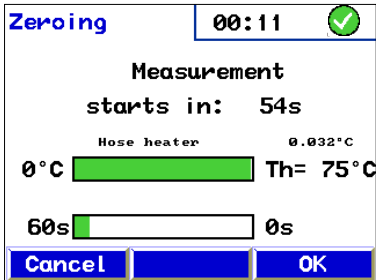 Zeroing 00:11
Measurement
starts in: 54s
Hose heater 0.032°C
0°C Th= 75°C
60s 0s
Cancel OK